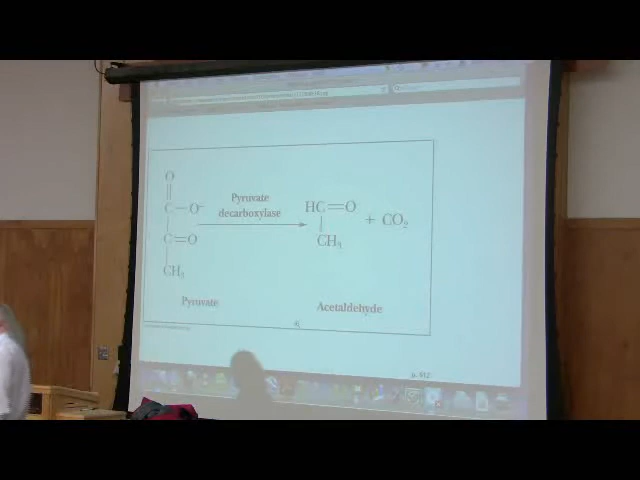 O
C—O⁻
C=O
CH₃
Pyruvate
decarboxylase
HC=O
CH₃
+ CO₂
Pyruvate
Acetaldehyde
p. 512